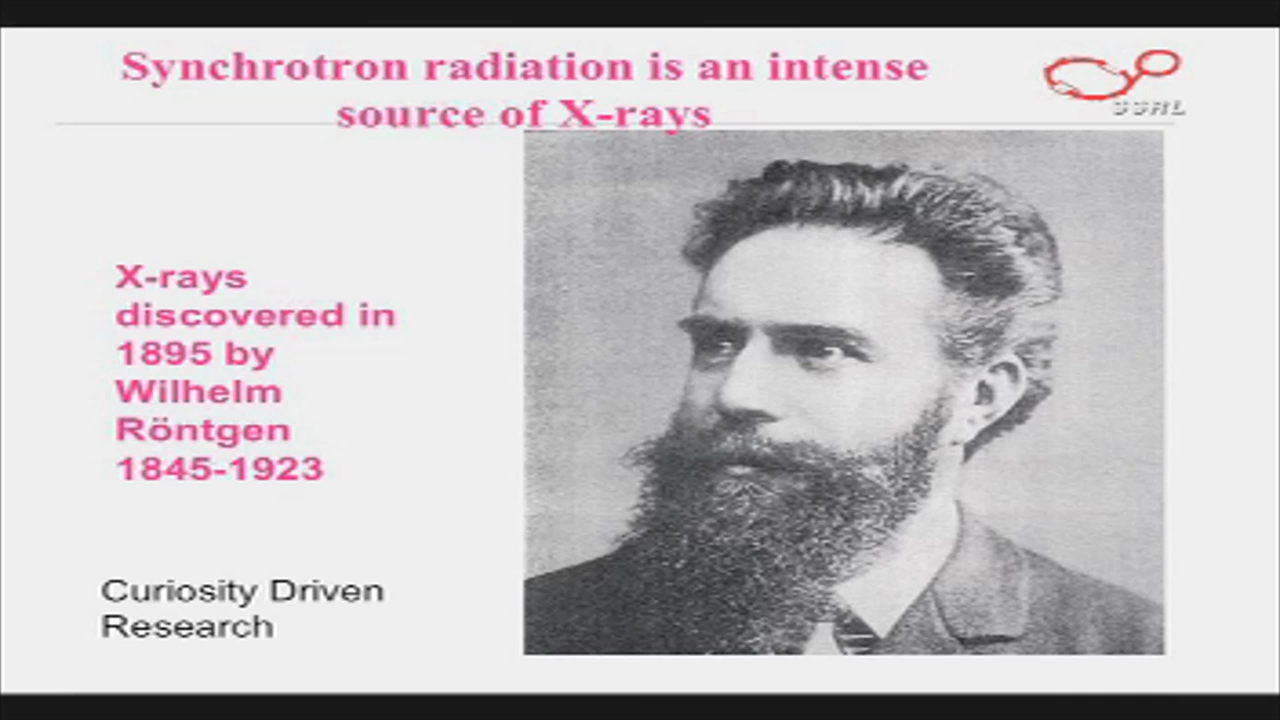 Synchrotron radiation is an intense
source of X-rays
SSRL
X-rays
discovered in
1895 by
Wilhelm
Röntgen
1845-1923
Curiosity Driven
Research